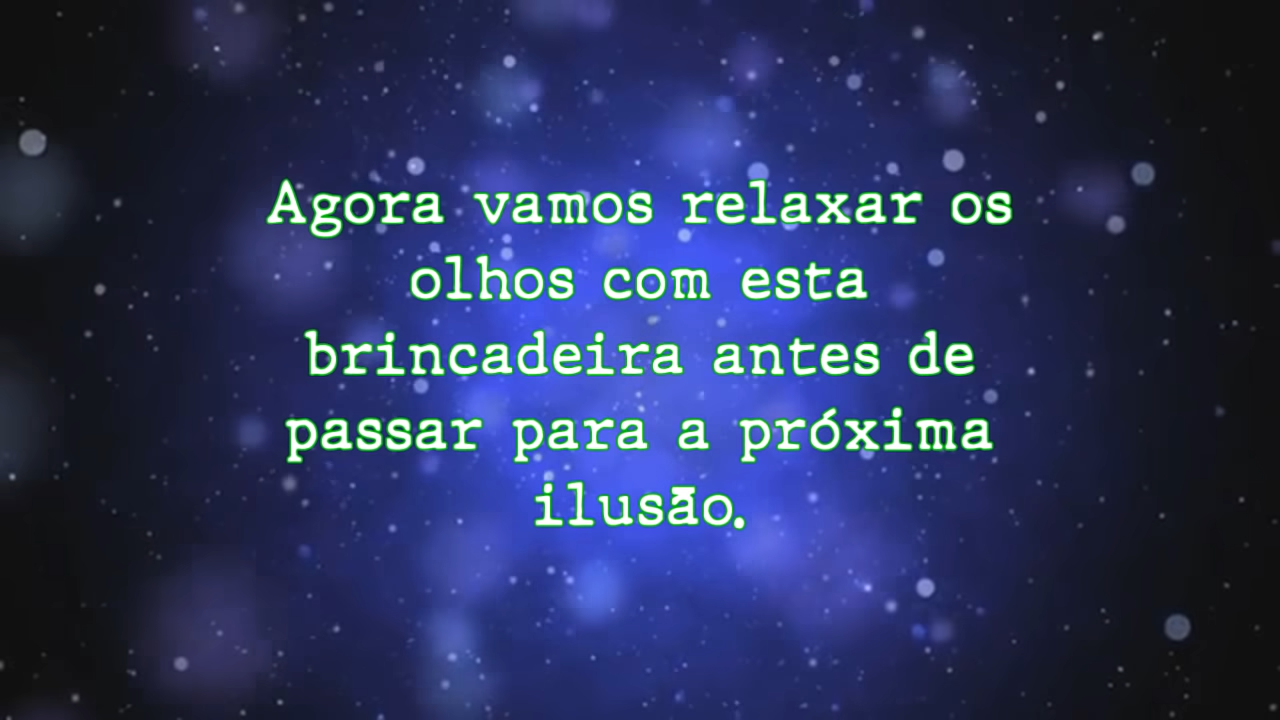 Agora vamos relaxar os
olhos com esta
brincadeira antes de
passar para a próxima
ilusão.